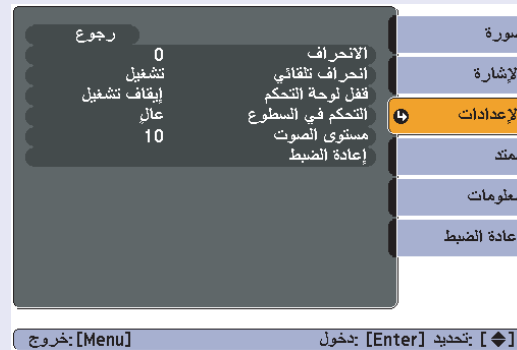 رجوع
الانحراف 0
انحراف تلقائي تشغيل
قفل لوحة التحكم إيقاف تشغيل
التحكم في السطوع عالٍ
مستوى الصوت 10
إعادة الضبط
صورة
الإشارة
الإعدادات
ممتد
معلومات
إعادة الضبط
[ ] :تحديد [Enter] :دخول [Menu] :خروج